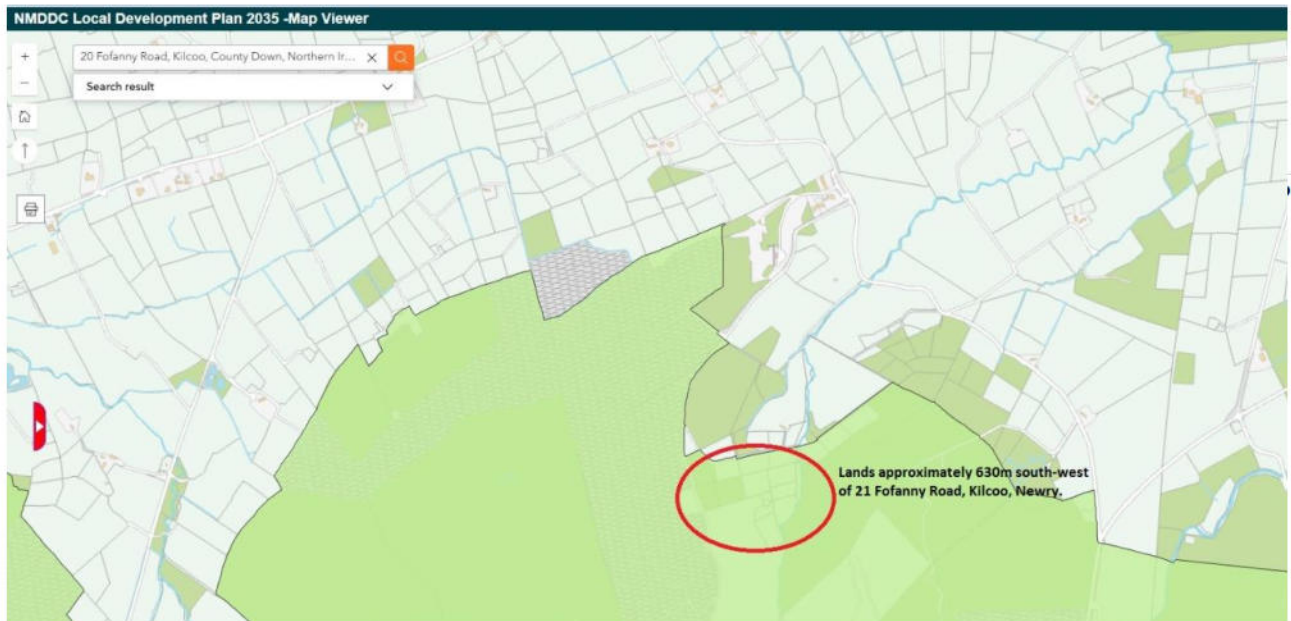 NMDDC Local Development Plan 2035 -Map Viewer
20 Fofanny Road, Kilcoo, County Down, Northern Ir...
Search result
Lands approximately 630m south-west
of 21 Fofanny Road, Kilcoo, Newry.